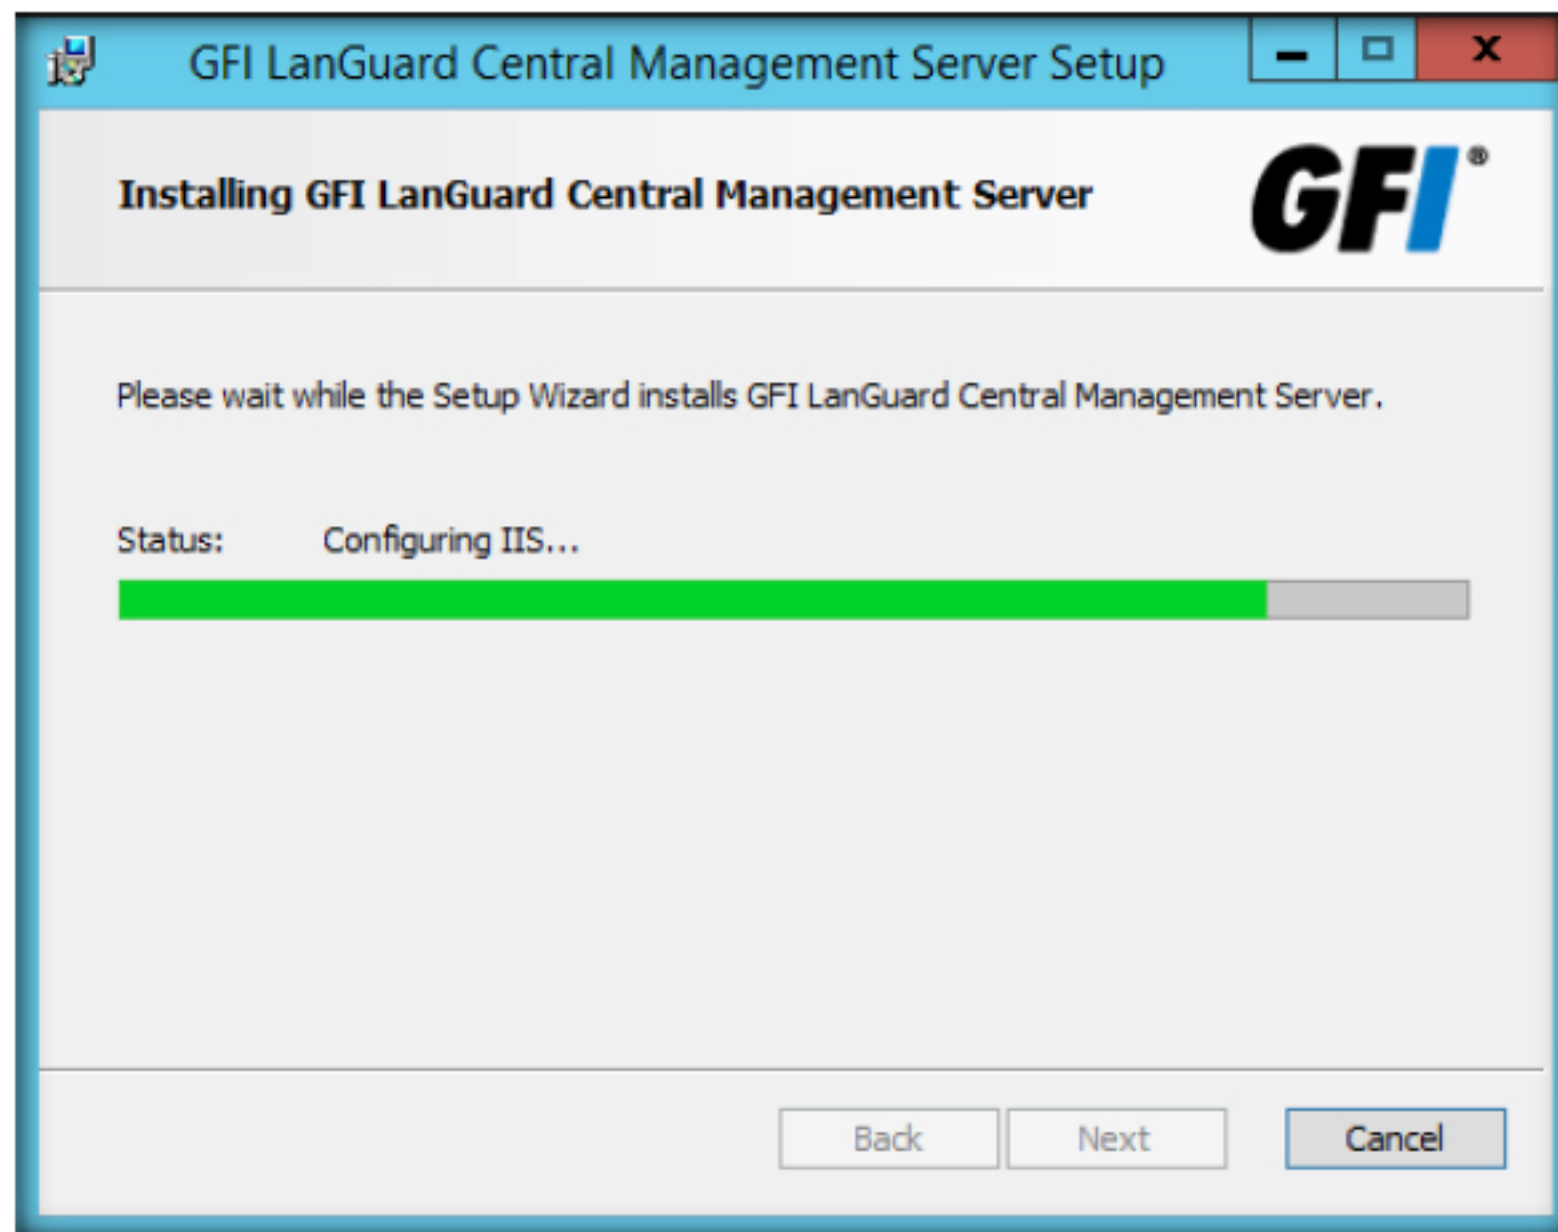 GFI LanGuard Central Management Server Setup
Installing GFI LanGuard Central Management Server
GFI®
Please wait while the Setup Wizard installs GFI LanGuard Central Management Server.
Status: Configuring IIS...
Back Next Cancel